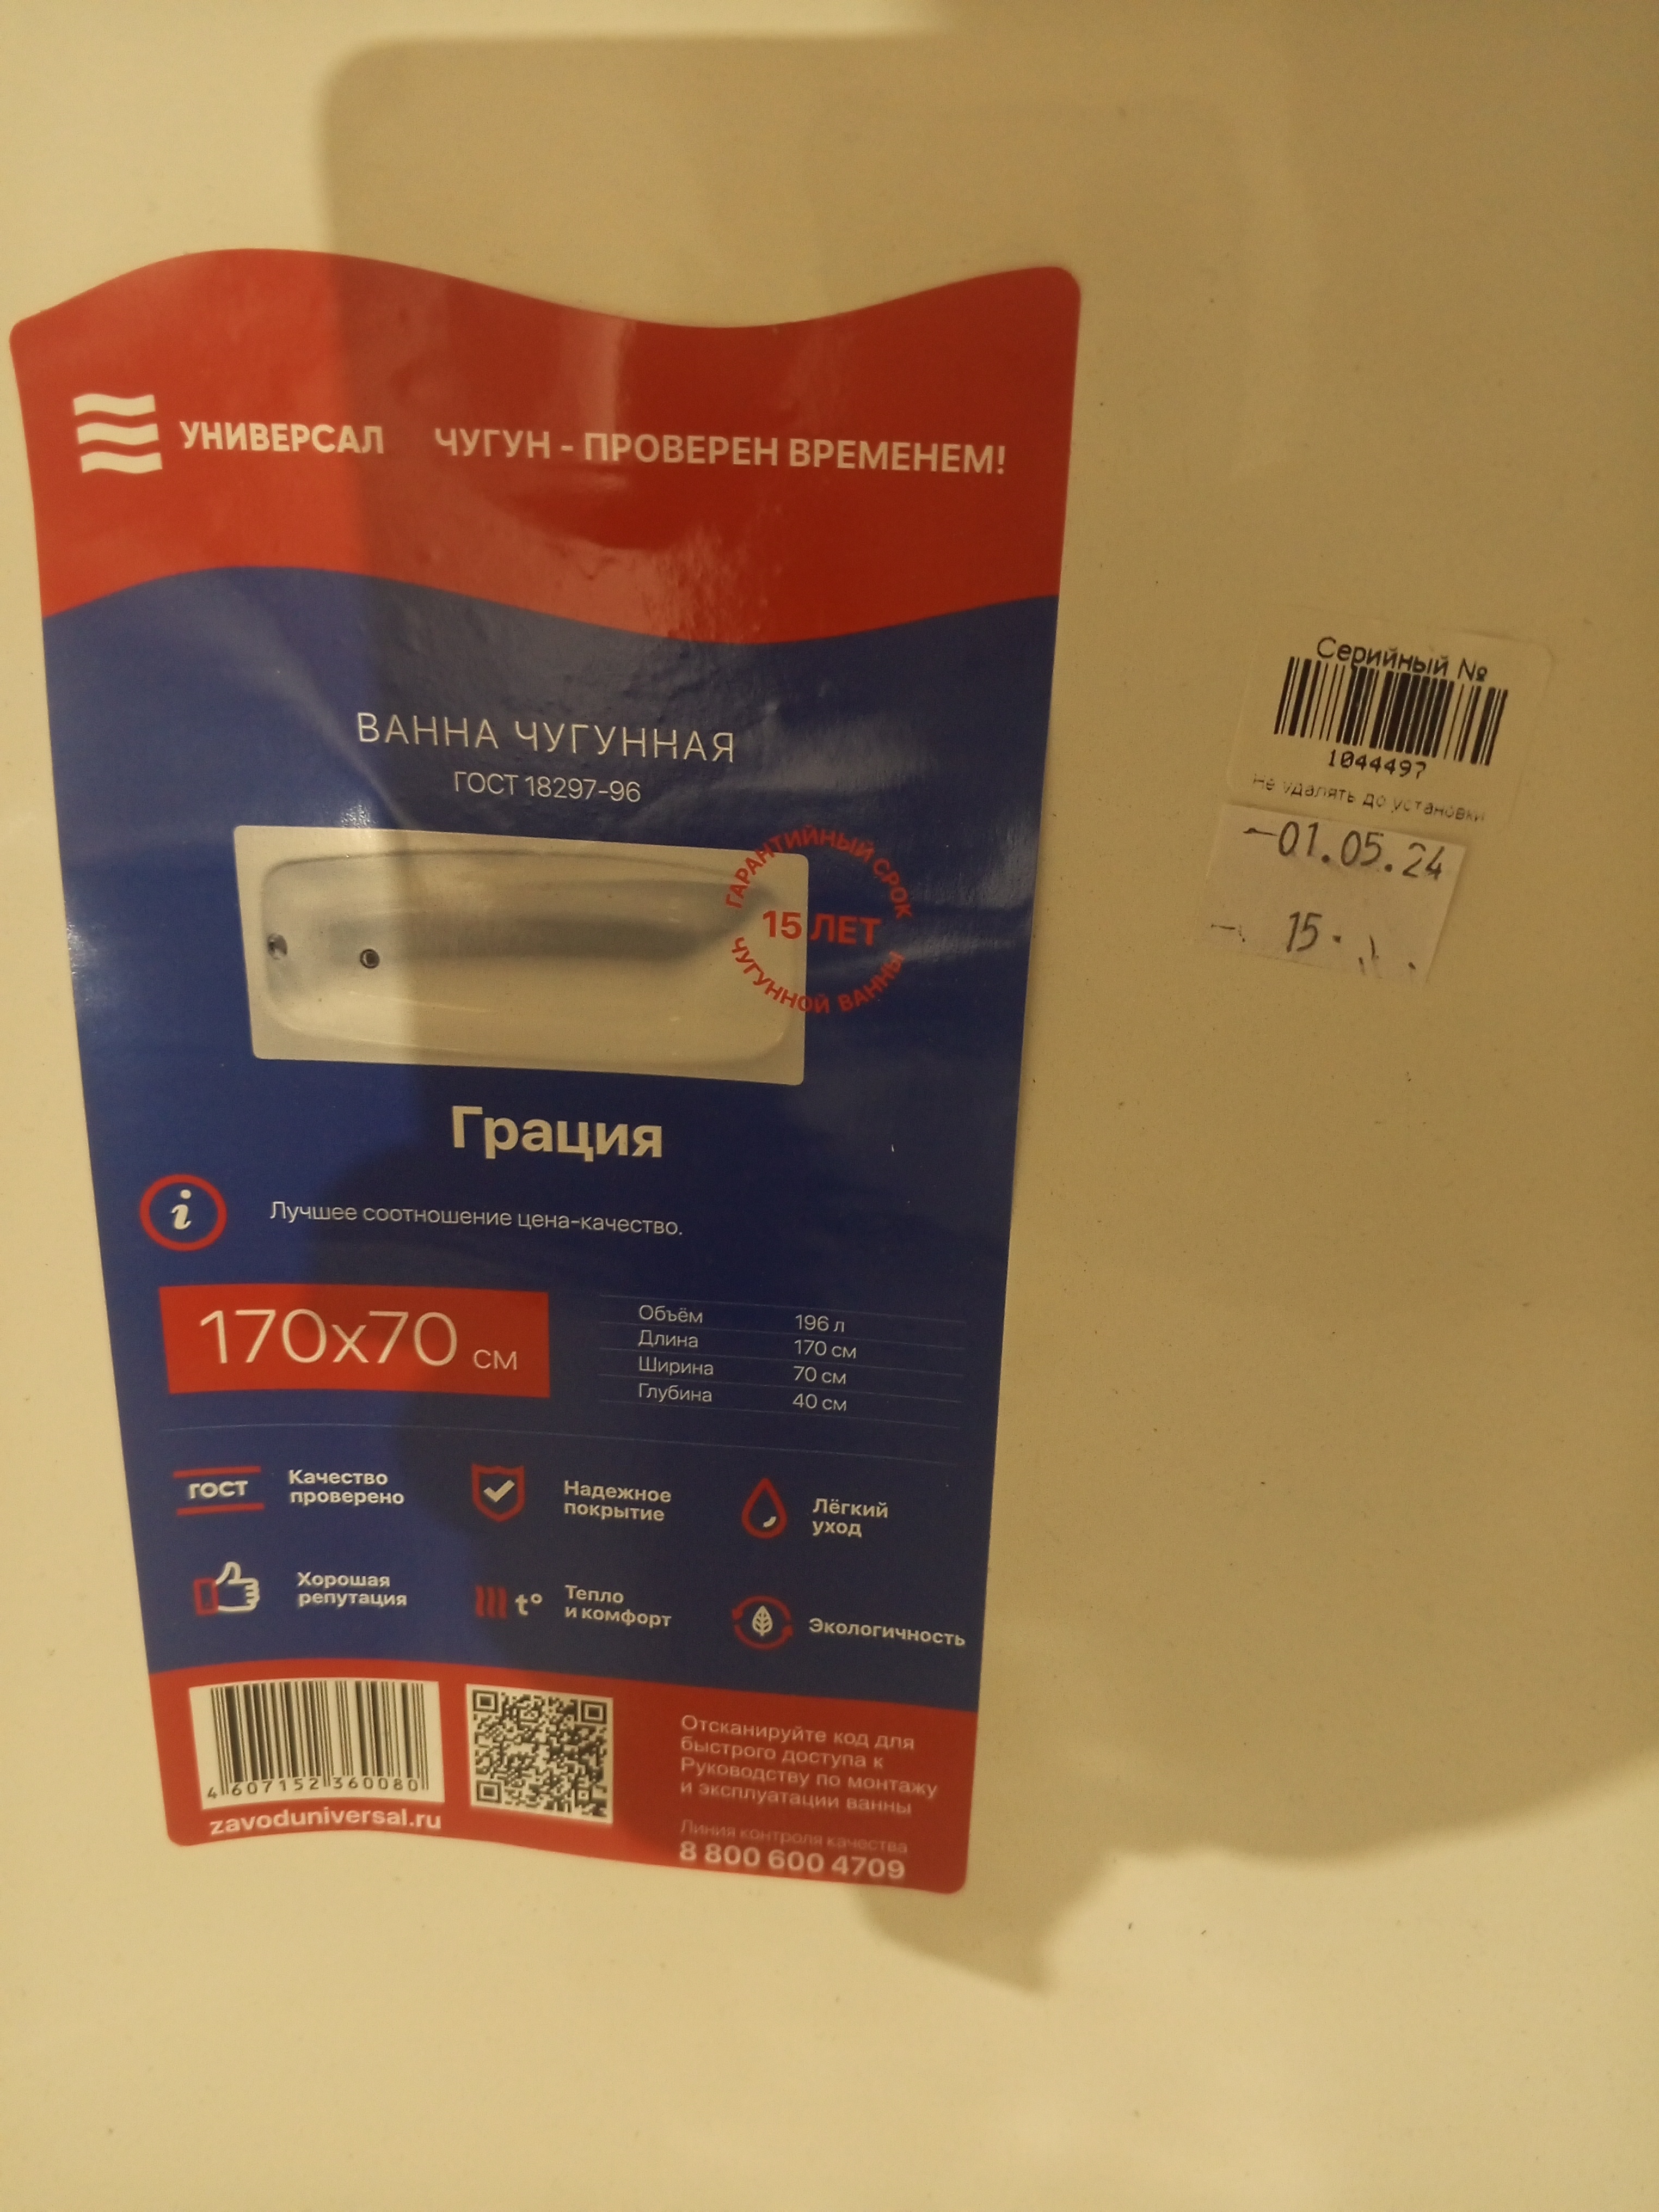 УНИВЕРСАЛ
ЧУГУН - ПРОВЕРЕН ВРЕМЕНЕМ!
ВАННА ЧУГУННАЯ
ГОСТ 18297-96
ГАРАНТИЙНЫЙ СРОК
15 ЛЕТ
ЧУГУННОЙ ВАННЫ
Грация
i
Лучшее соотношение цена-качество.
170x70 см
Объём 196 л
Длина 170 см
Ширина 70 см
Глубина 40 см
ГОСТ
Качество
проверено
Надежное
покрытие
Лёгкий
уход
Хорошая
репутация
t°
Тепло
и комфорт
Экологичность
4 607152 360080
zavoduniversal.ru
Отсканируйте код для
быстрого доступа к
Руководству по монтажу
и эксплуатации ванны
Линия контроля качества
8 800 600 4709
Серийный №
1044497
Не удалять до установки
01.05.24
15